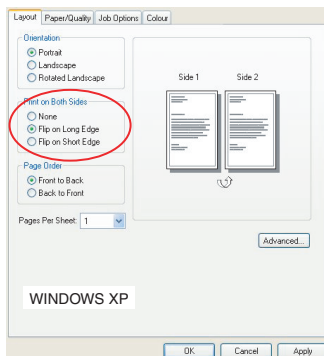 Layout Paper/Quality Job Options Colour
Orientation
Portrait
Landscape
Rotated Landscape
Print on Both Sides
None
Flip on Long Edge
Flip on Short Edge
Page Order
Front to Back
Back to Front
Pages Per Sheet: 1
Side 1 Side 2
Advanced...
WINDOWS XP
OK Cancel Apply